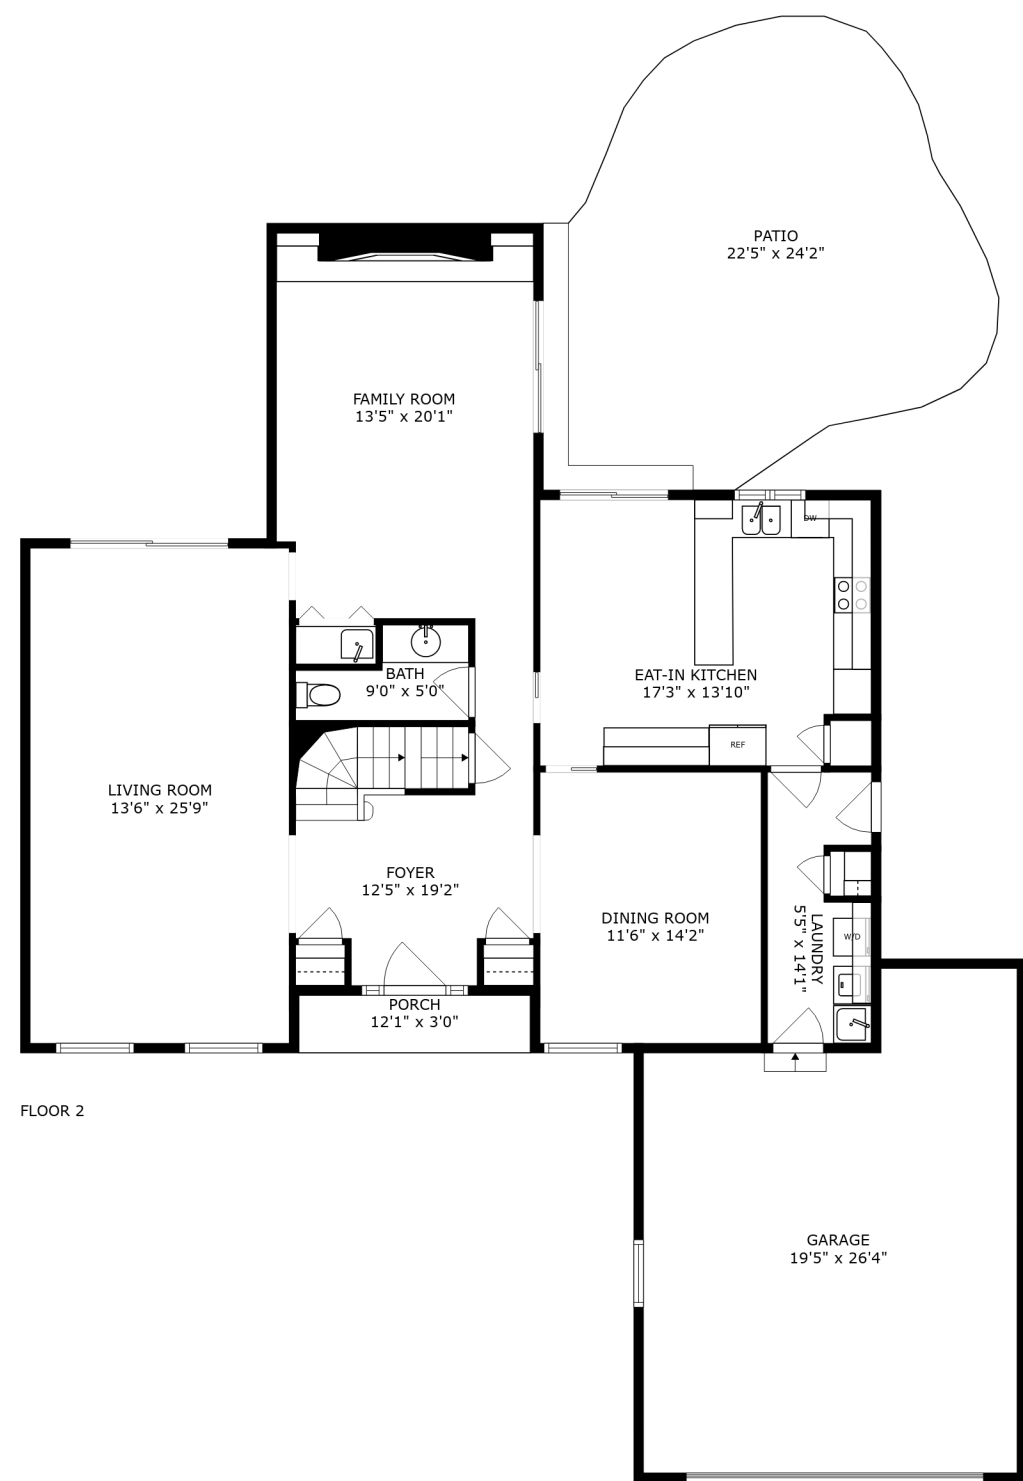 PATIO
22'5" x 24'2"
FAMILY ROOM
13'5" x 20'1"
DW
BATH
9'0" x 5'0"
EAT-IN KITCHEN
17'3" x 13'10"
REF
LIVING ROOM
13'6" x 25'9"
FOYER
12'5" x 19'2"
DINING ROOM
11'6" x 14'2"
LAUNDRY
5'5" x 14'1"
W/D
PORCH
12'1" x 3'0"
FLOOR 2
GARAGE
19'5" x 26'4"